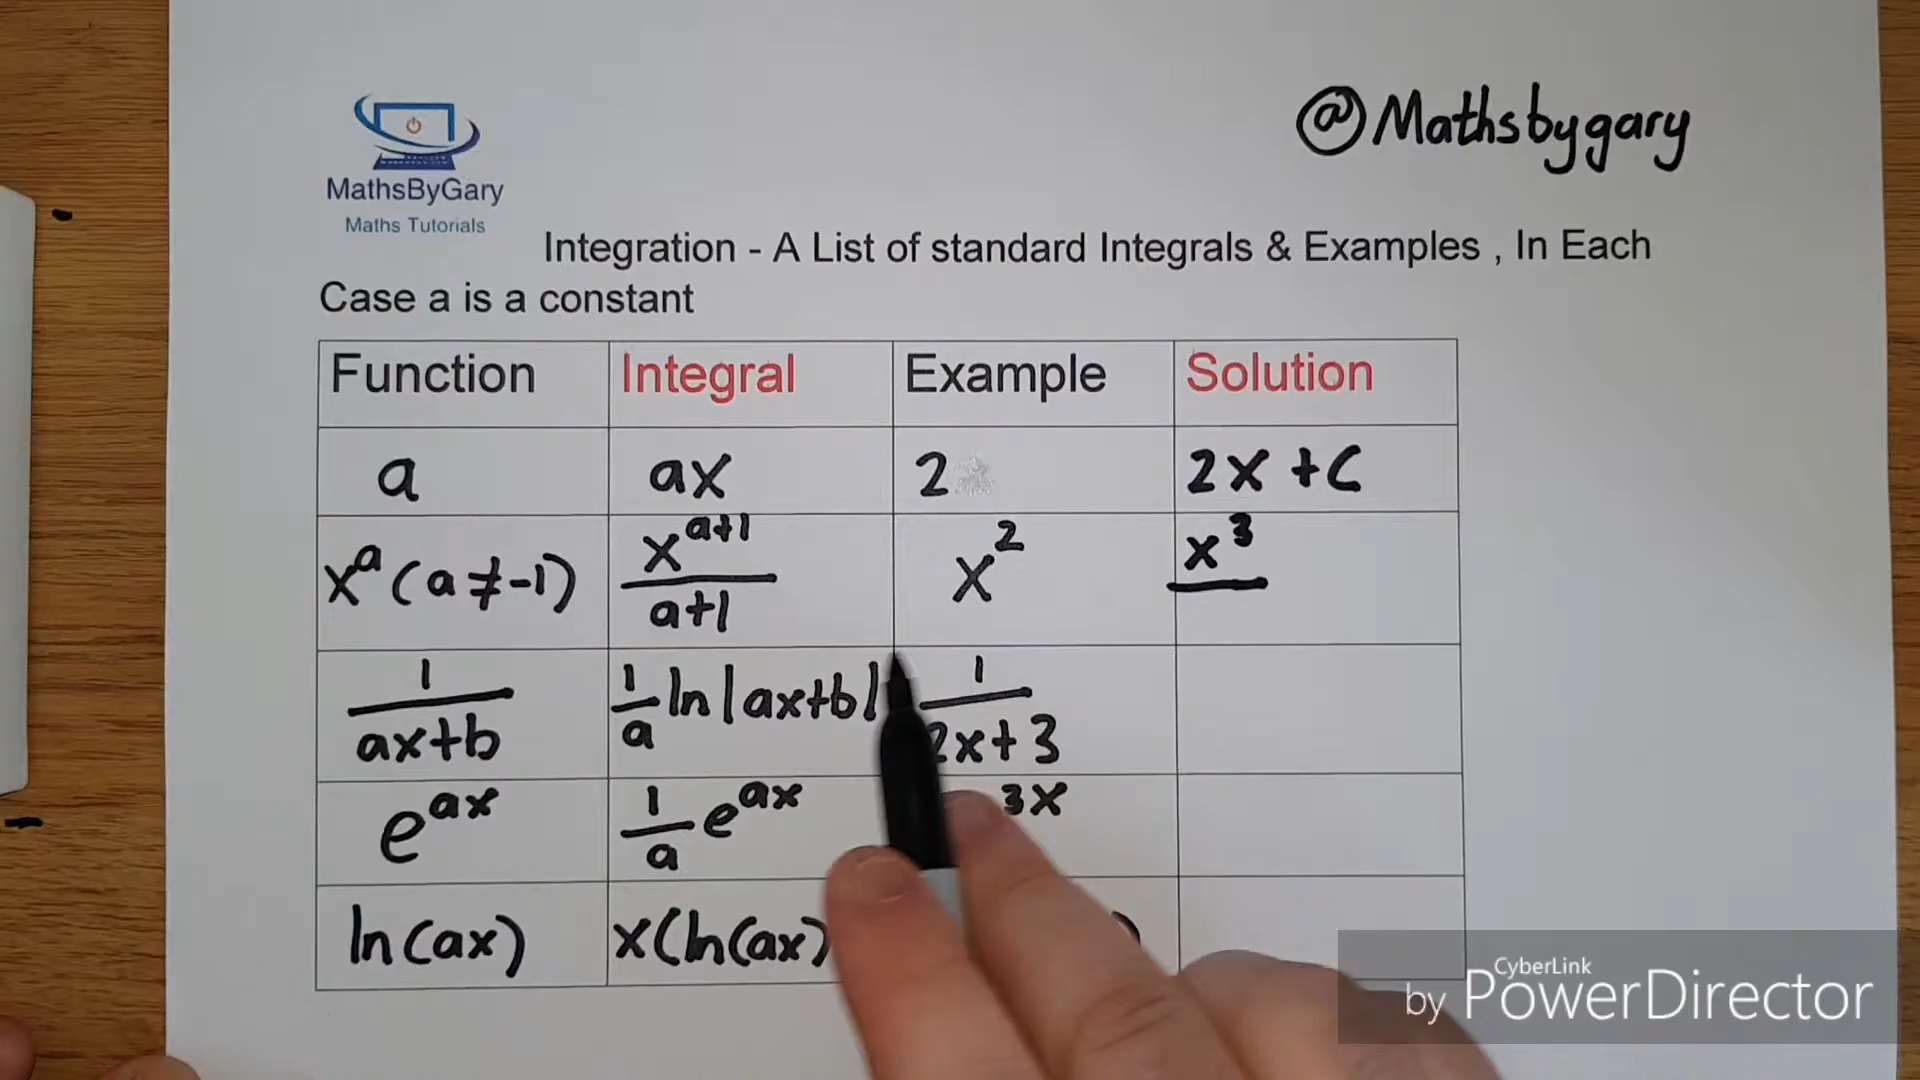 @Mathsbygary
MathsByGary
Maths Tutorials
Integration - A List of standard Integrals & Examples , In Each
Case a is a constant
Function Integral Example Solution
a ax 2 2x +C
x^a (a≠-1) x^(a+1)/(a+1) x^2 x^3
1/(ax+b) 1/a ln|ax+b| 1/(2x+3)
e^(ax) 1/a e^(ax) 3x
ln(ax) x(ln(ax) )
CyberLink
by PowerDirector